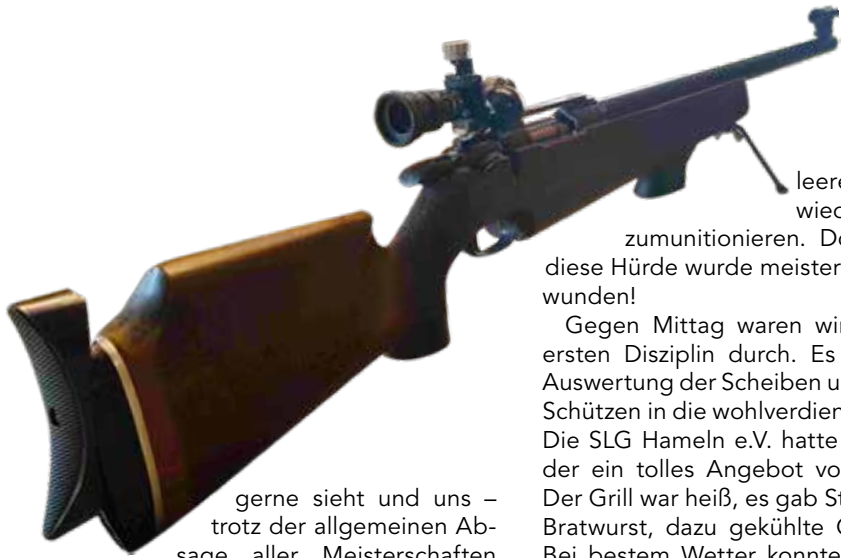 gerne sieht und uns –
trotz der allgemeinen Ab-
sage aller Meisterschaften
leere
wied
zumunitionieren. Do
diese Hürde wurde meister
wunden!
Gegen Mittag waren wir
ersten Disziplin durch. Es
Auswertung der Scheiben u
Schützen in die wohlverdien
Die SLG Hameln e.V. hatte
der ein tolles Angebot vo
Der Grill war heiß, es gab St
Bratwurst, dazu gekühlte G
Bei bestem Wetter konnte